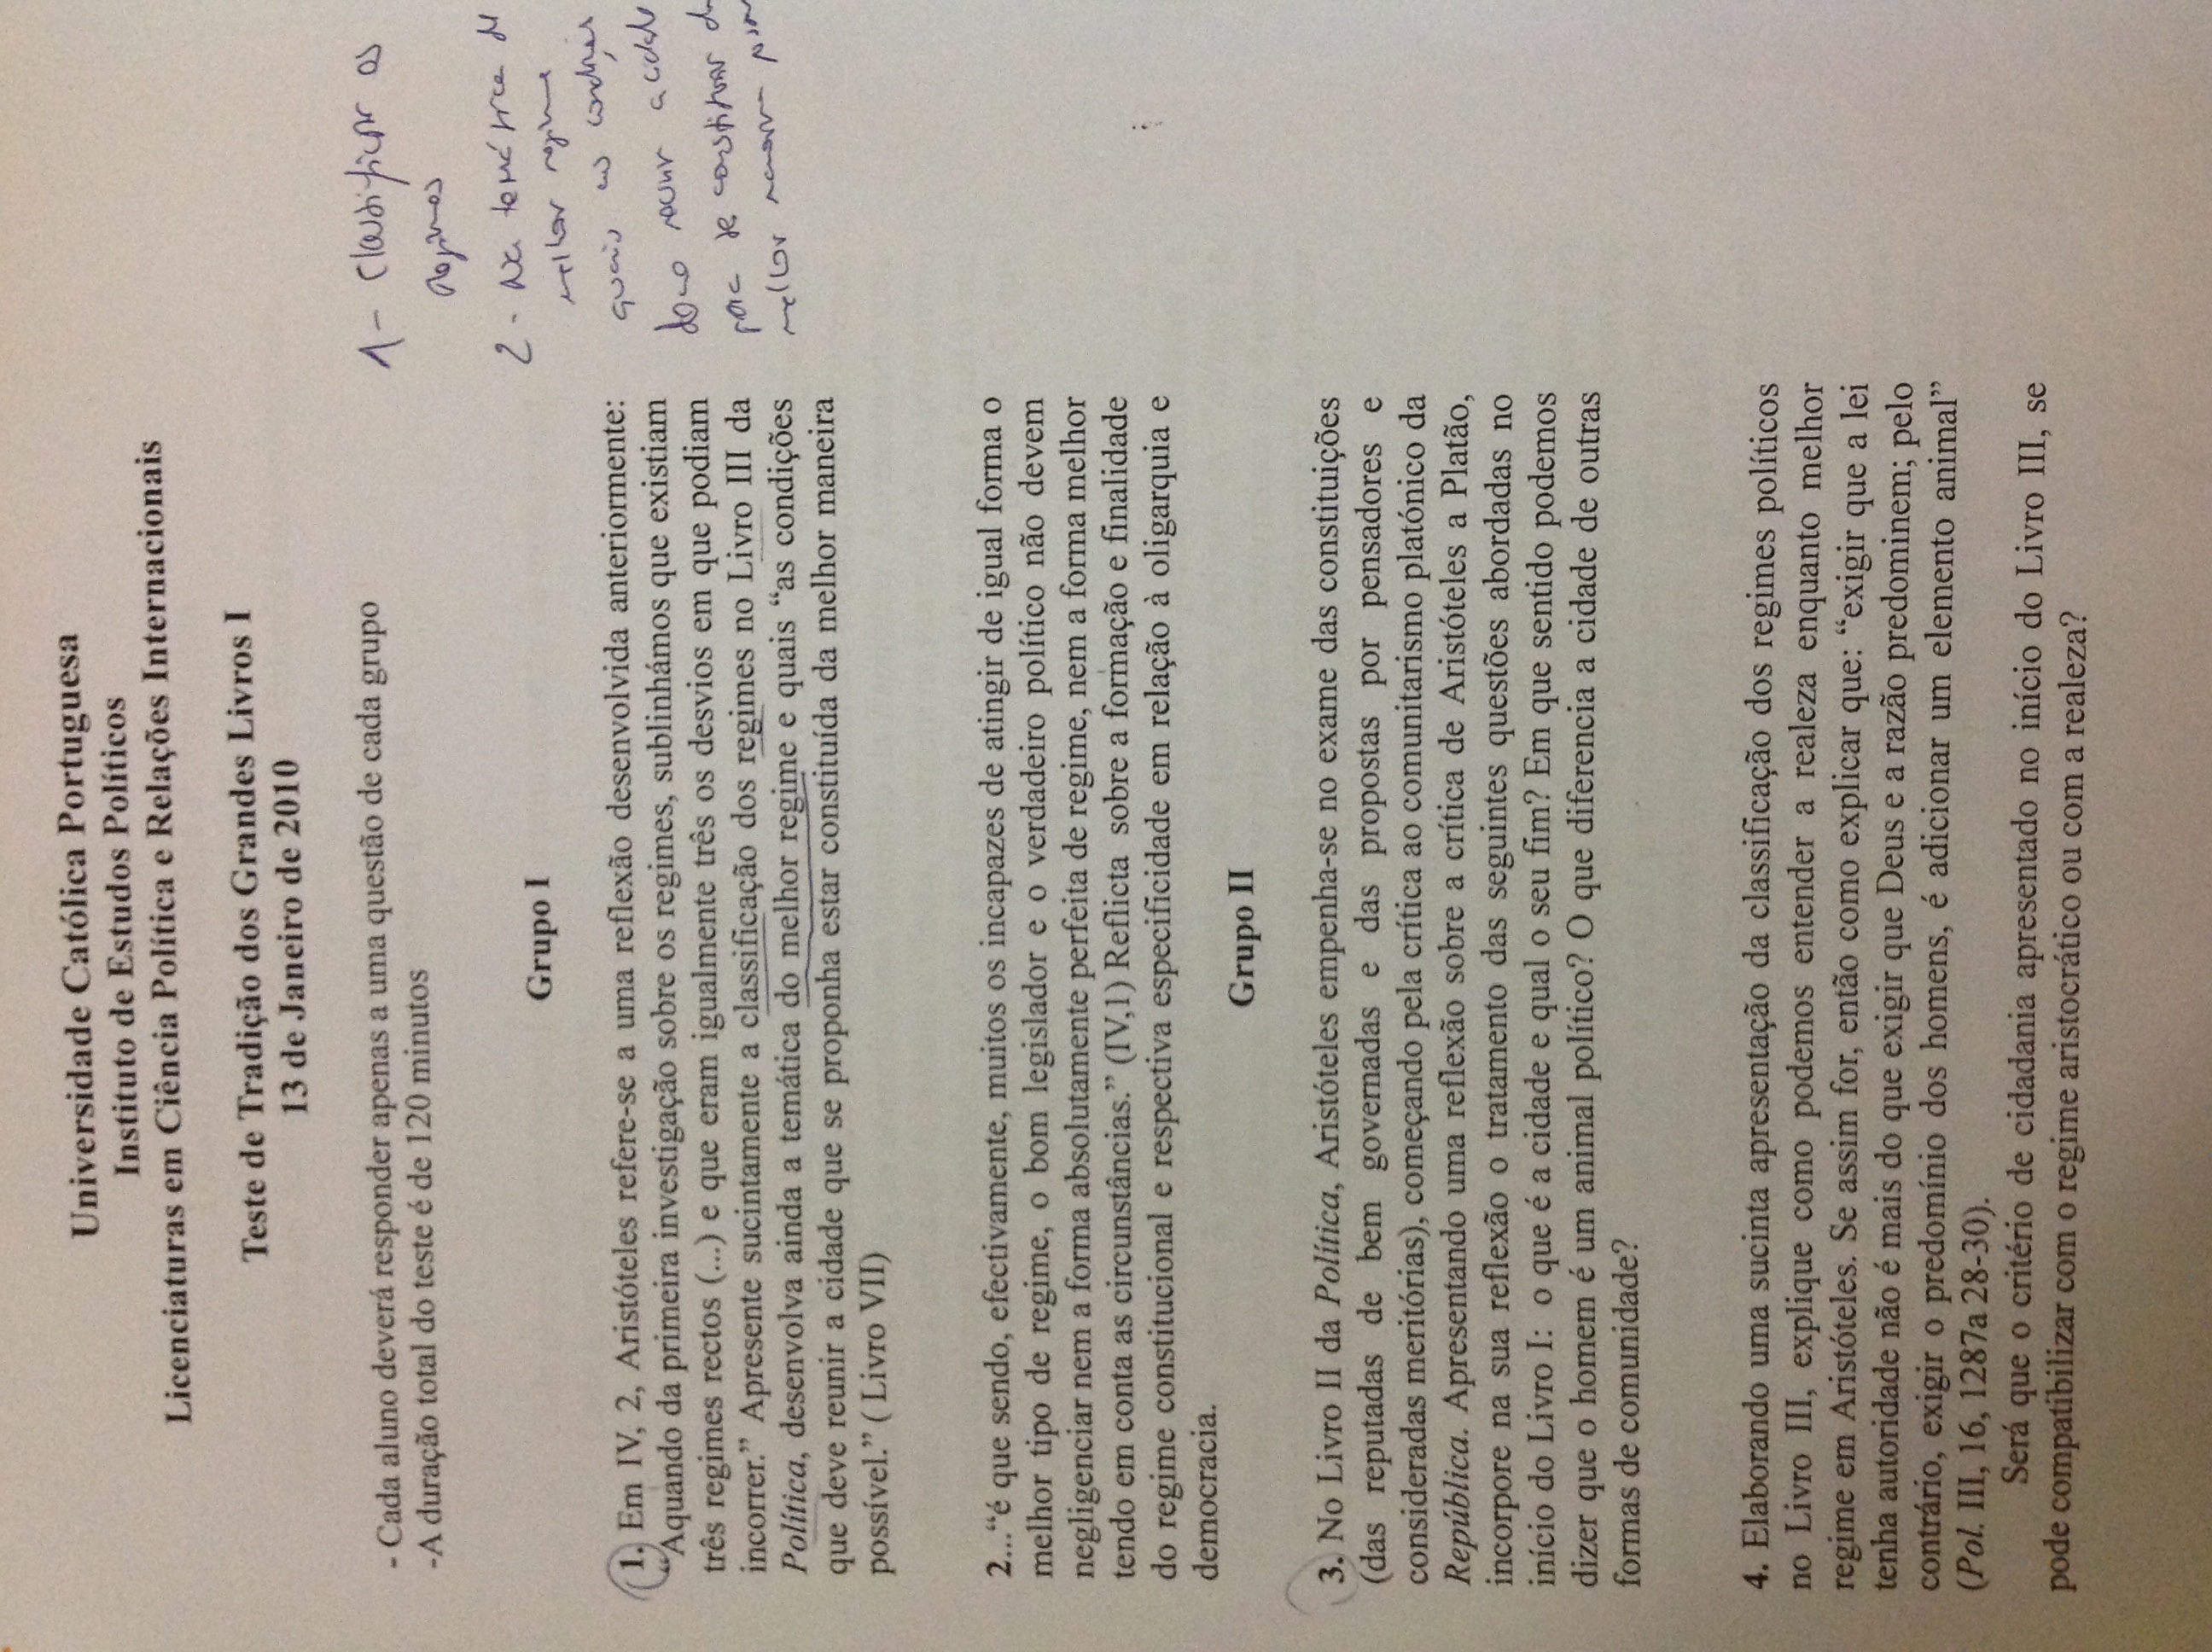 Universidade Católica Portuguesa
Instituto de Estudos Políticos
Licenciaturas em Ciência Política e Relações Internacionais
Teste de Tradição dos Grandes Livros I
13 de Janeiro de 2010
- Cada aluno deverá responder apenas a uma questão de cada grupo
-A duração total do teste é de 120 minutos
1 - Classificar os
regimes
2 - Na temática do
melhor regime
quais as condições
deve reunir a cidade
para se constituir da
melhor maneira
Grupo I
1. Em IV, 2, Aristóteles refere-se a uma reflexão desenvolvida anteriormente:
“Aquando da primeira investigação sobre os regimes, sublinhámos que existiam
três regimes rectos (...) e que eram igualmente três os desvios em que podiam
incorrer.” Apresente sucintamente a classificação dos regimes no Livro III da
Política, desenvolva ainda a temática do melhor regime e quais “as condições
que deve reunir a cidade que se proponha estar constituída da melhor maneira
possível.” ( Livro VII)
2...“é que sendo, efectivamente, muitos os incapazes de atingir de igual forma o
melhor tipo de regime, o bom legislador e o verdadeiro político não devem
negligenciar nem a forma absolutamente perfeita de regime, nem a forma melhor
tendo em conta as circunstâncias.” (IV,1) Reflicta sobre a formação e finalidade
do regime constitucional e respectiva especificidade em relação à oligarquia e
democracia.
Grupo II
3. No Livro II da Política, Aristóteles empenha-se no exame das constituições
(das reputadas de bem governadas e das propostas por pensadores e
consideradas meritórias), começando pela crítica ao comunitarismo platónico da
República. Apresentando uma reflexão sobre a crítica de Aristóteles a Platão,
incorpore na sua reflexão o tratamento das seguintes questões abordadas no
início do Livro I: o que é a cidade e qual o seu fim? Em que sentido podemos
dizer que o homem é um animal político? O que diferencia a cidade de outras
formas de comunidade?
4. Elaborando uma sucinta apresentação da classificação dos regimes políticos
no Livro III, explique como podemos entender a realeza enquanto melhor
regime em Aristóteles. Se assim for, então como explicar que: “exigir que a lei
tenha autoridade não é mais do que exigir que Deus e a razão predominem; pelo
contrário, exigir o predomínio dos homens, é adicionar um elemento animal”
(Pol. III, 16, 1287a 28-30).
Será que o critério de cidadania apresentado no início do Livro III, se
pode compatibilizar com o regime aristocrático ou com a realeza?